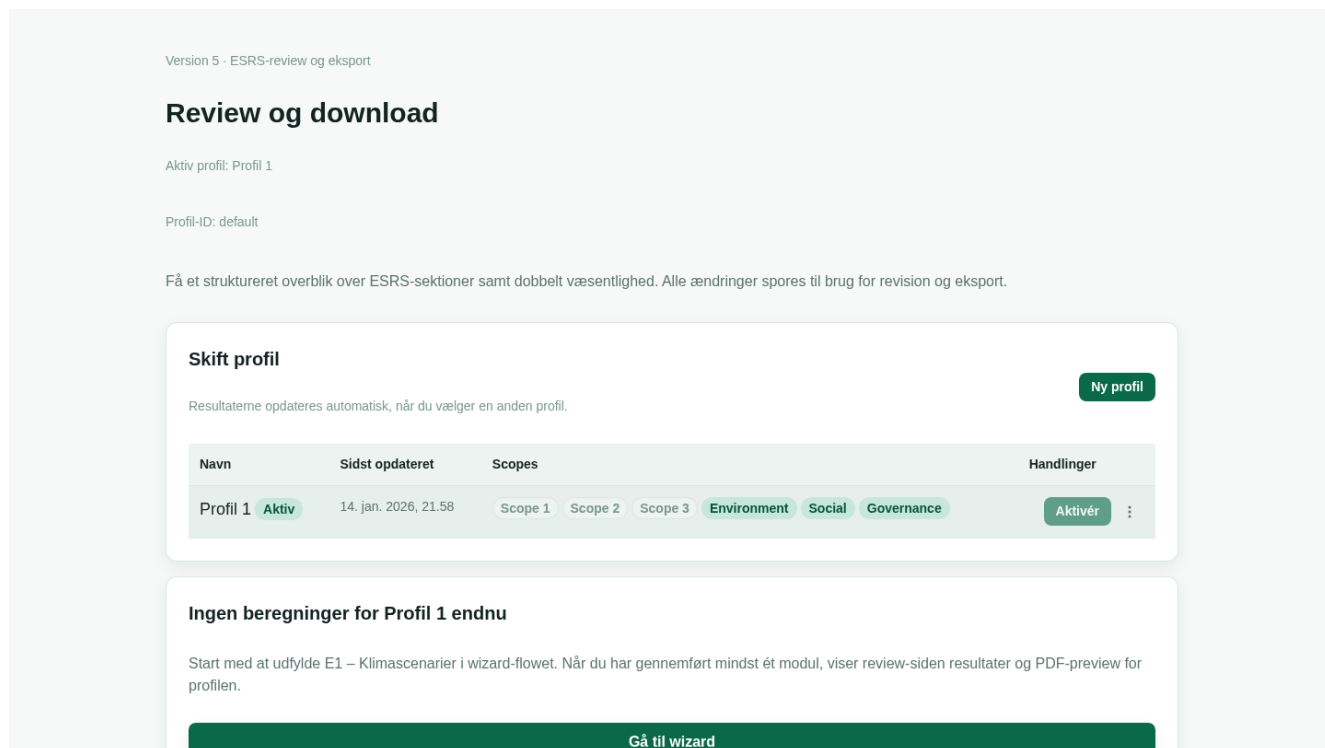 Version 5 · ESRS-review og eksport
Review og download
Aktiv profil: Profil 1
Profil-ID: default
Få et struktureret overblik over ESRS-sektioner samt dobbelt væsentlighed. Alle ændringer spores til brug for revision og eksport.
Skift profil
Ny profil
Resultaterne opdateres automatisk, når du vælger en anden profil.
Navn Sidst opdateret Scopes Handlinger
Profil 1 Aktiv 14. jan. 2026, 21.58 Scope 1 Scope 2 Scope 3 Environment Social Governance Aktivér
Ingen beregninger for Profil 1 endnu
Start med at udfylde E1 – Klimascenarier i wizard-flowet. Når du har gennemført mindst ét modul, viser review-siden resultater og PDF-preview for
profilen.
Gå til wizard